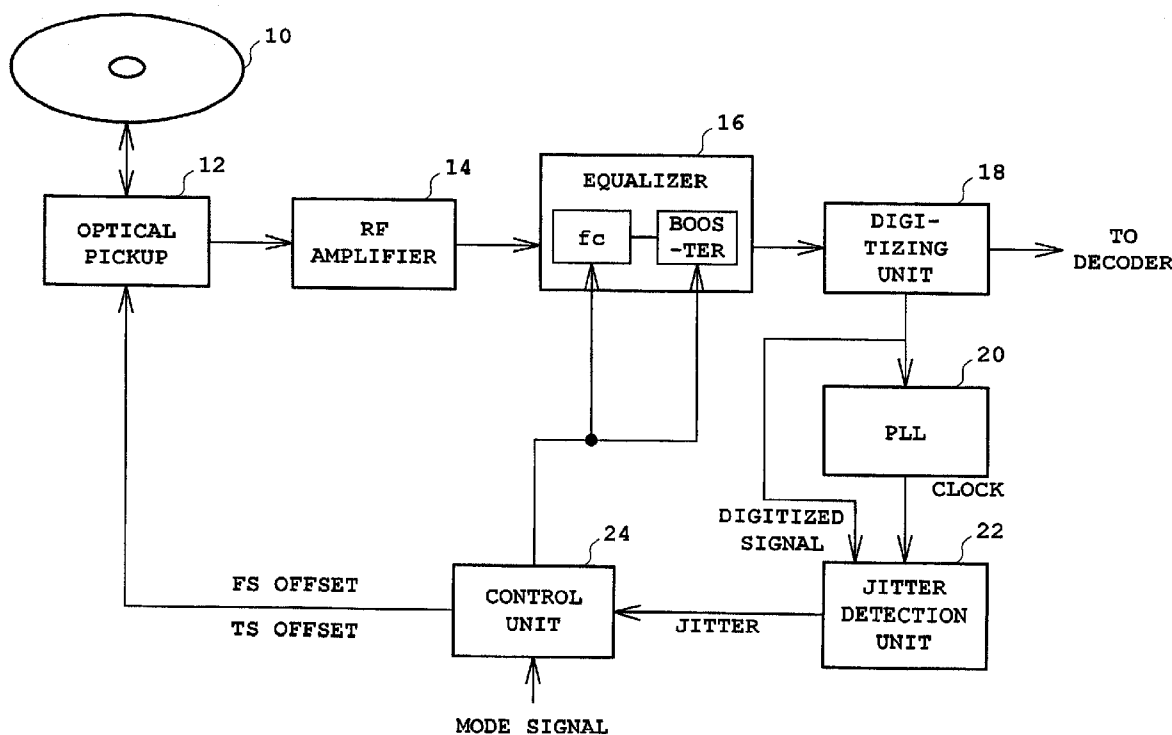 10
12
OPTICAL
PICKUP
14
RF
AMPLIFIER
16
EQUALIZER
fc
BOOS
-TER
18
DIGI-
TIZING
UNIT
TO
DECODER
20
PLL
CLOCK
DIGITIZED
SIGNAL
22
JITTER
DETECTION
UNIT
JITTER
24
CONTROL
UNIT
FS OFFSET
TS OFFSET
MODE SIGNAL